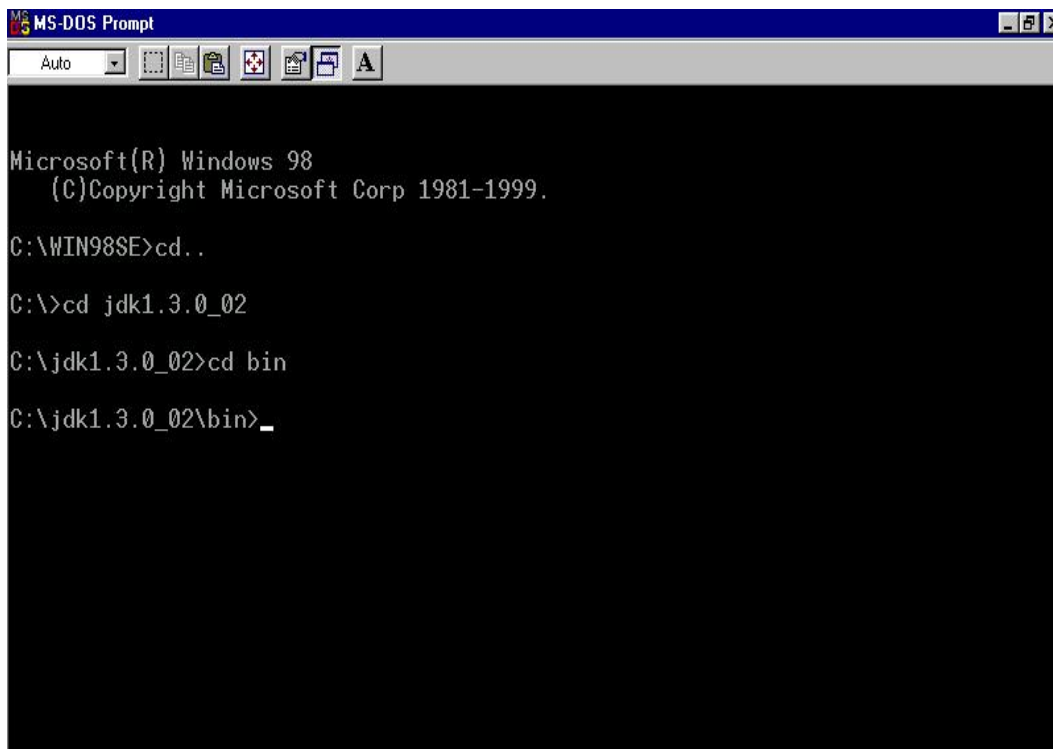 MS-DOS Prompt
Auto
A
Microsoft(R) Windows 98
(C)Copyright Microsoft Corp 1981-1999.
C:\WIN98SE>cd..
C:\>cd jdk1.3.0_02
C:\jdk1.3.0_02>cd bin
C:\jdk1.3.0_02\bin>_